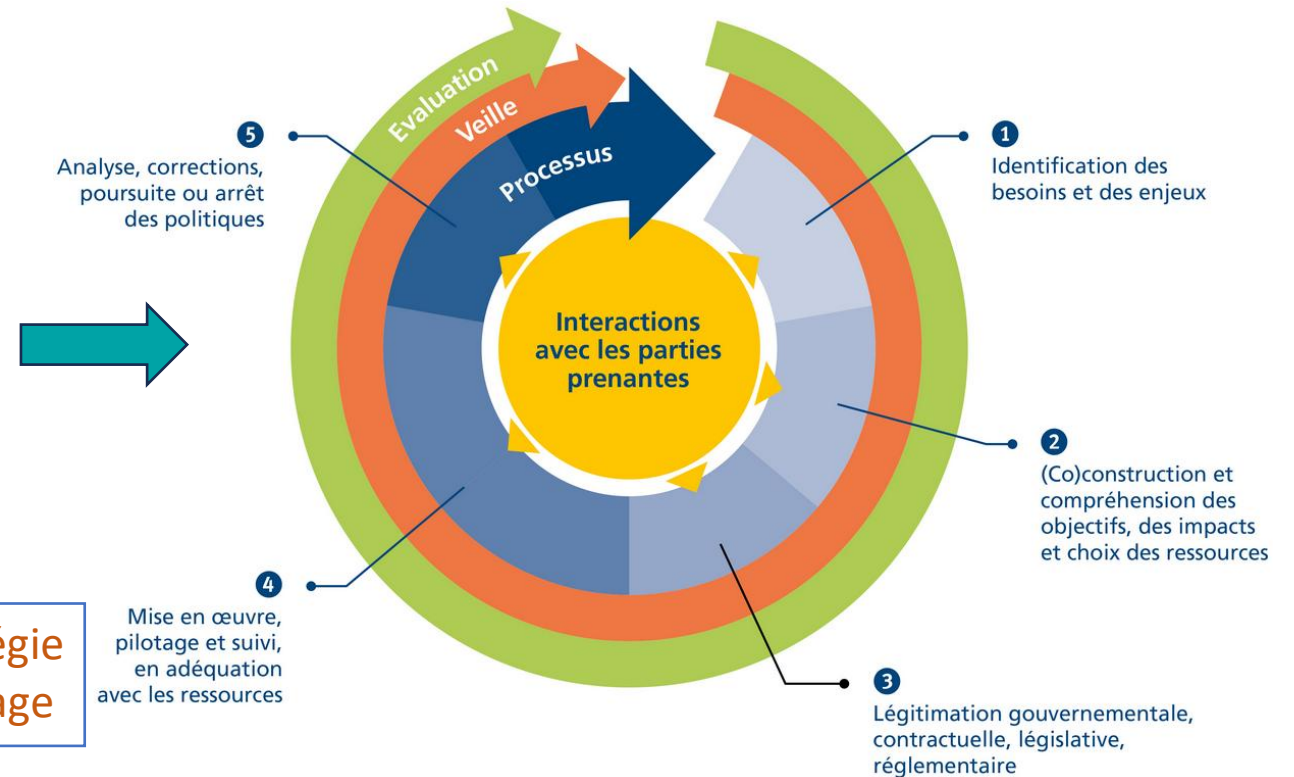 Evaluation
Veille
Processus
Interactions
avec les parties
prenantes
1
Identification des
besoins et des enjeux
2
(Co)construction et
compréhension des
objectifs, des impacts
et choix des ressources
3
Légitimation gouvernementale,
contractuelle, législative,
réglementaire
4
Mise en œuvre,
pilotage et suivi,
en adéquation
avec les ressources
5
Analyse, corrections,
poursuite ou arrêt
des politiques